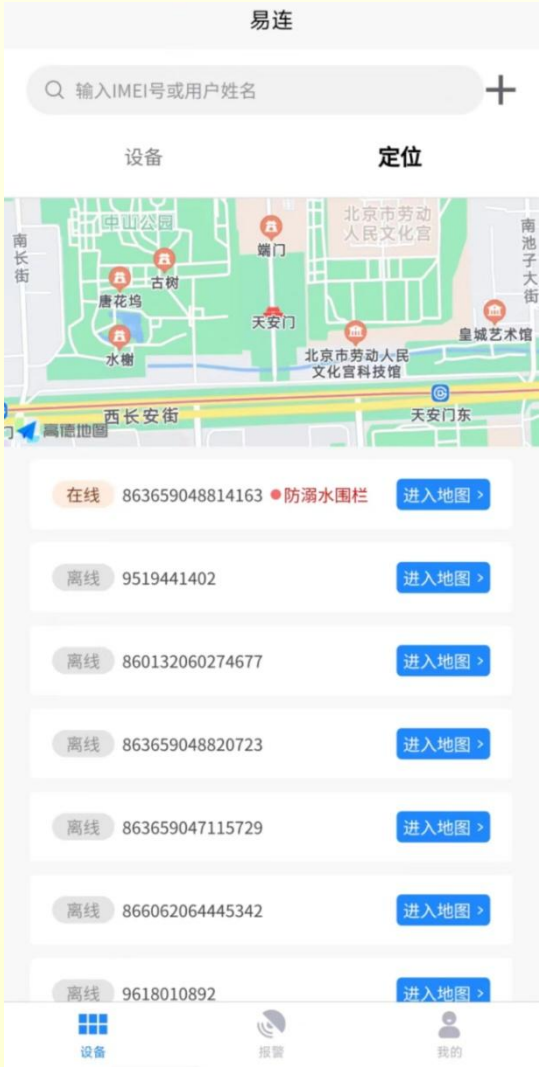 易连
输入IMEI号或用户姓名
设备
定位
中山公园
端门
北京市劳动
人民文化宫
南长街
南池子大街
古树
唐花坞
天安门
皇城艺术馆
水榭
北京市劳动人民
文化宫科技馆
西长安街
天安门东
门
高德地图
在线 863659048814163 防溺水围栏 进入地图 >
离线 9519441402 进入地图 >
离线 860132060274677 进入地图 >
离线 863659048820723 进入地图 >
离线 863659047115729 进入地图 >
离线 866062064445342 进入地图 >
离线 9618010892 进入地图 >
设备
报警
我的